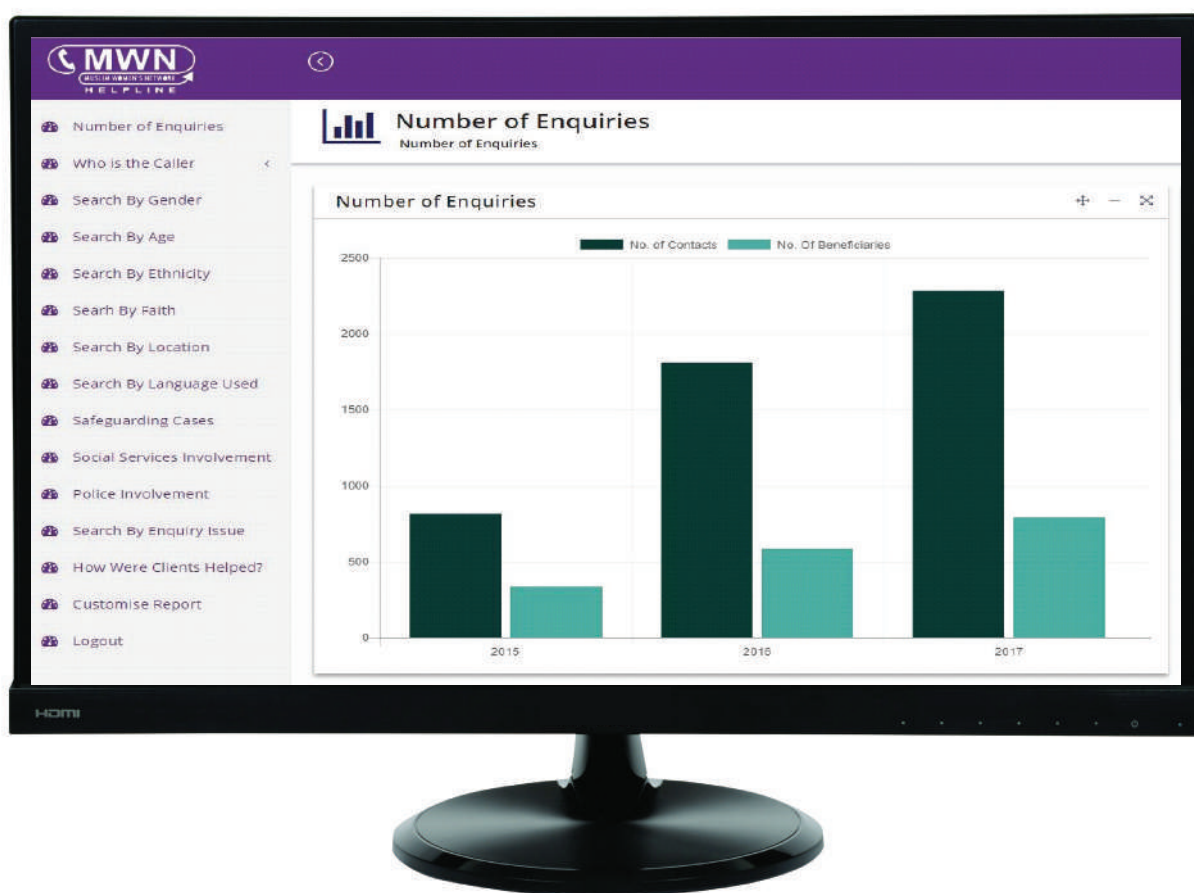 MWN
MUSLIM WOMEN'S NETWORK
HELPLINE
Number of Enquiries
Who is the Caller
Search By Gender
Search By Age
Search By Ethnicity
Searh By Faith
Search By Location
Search By Language Used
Safeguarding Cases
Social Services Involvement
Police Involvement
Search By Enquiry Issue
How Were Clients Helped?
Customise Report
Logout
Number of Enquiries
Number of Enquiries
Number of Enquiries
No. of Contacts No. Of Beneficiaries
2500
2000
1500
1000
500
0
2015 2016 2017
HDMI